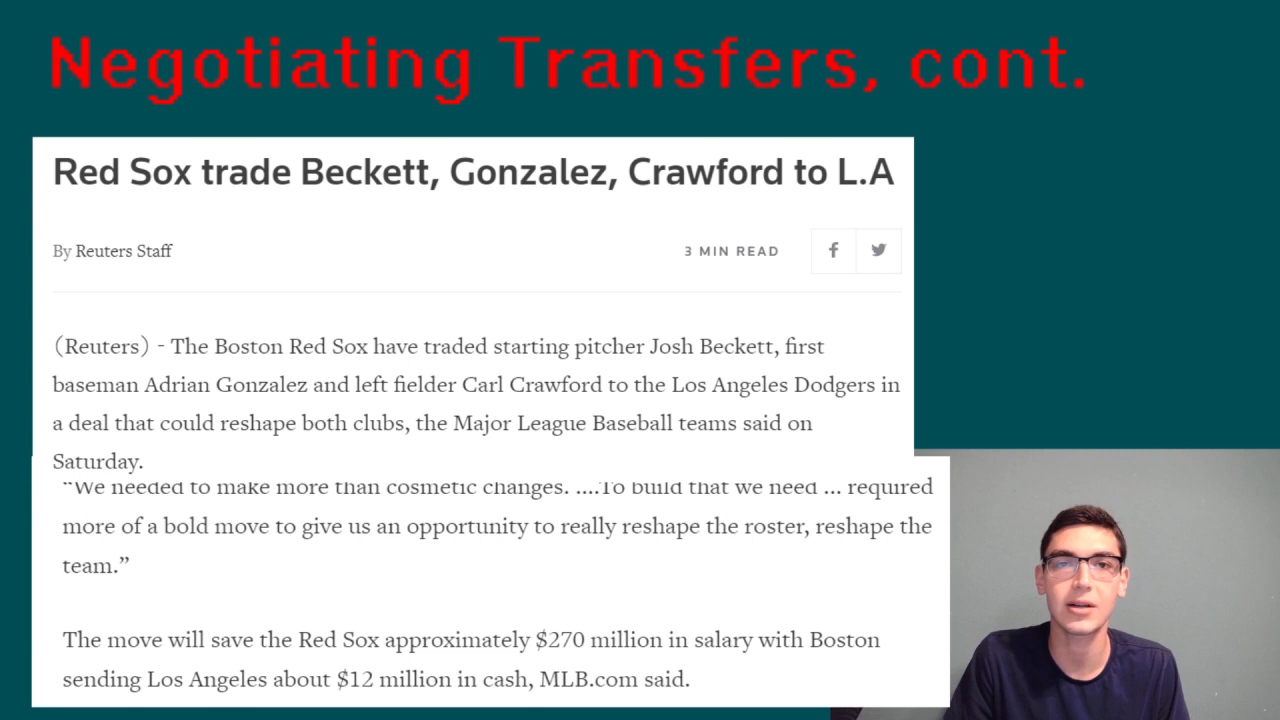 Negotiating Transfers, cont.
Red Sox trade Beckett, Gonzalez, Crawford to L.A
By Reuters Staff
3 MIN READ
(Reuters) - The Boston Red Sox have traded starting pitcher Josh Beckett, first
baseman Adrian Gonzalez and left fielder Carl Crawford to the Los Angeles Dodgers in
a deal that could reshape both clubs, the Major League Baseball teams said on
Saturday.
“We needed to make more than cosmetic changes. ....To build that we need ... required
more of a bold move to give us an opportunity to really reshape the roster, reshape the
team.”
The move will save the Red Sox approximately $270 million in salary with Boston
sending Los Angeles about $12 million in cash, MLB.com said.